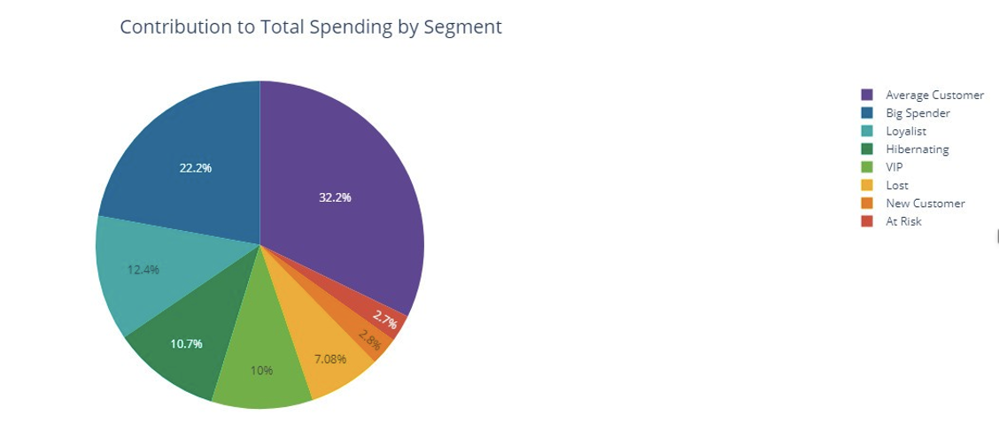 Contribution to Total Spending by Segment
22.2%
32.2%
12.4%
10.7%
10%
7.08%
2.8%
2.7%
Average Customer
Big Spender
Loyalist
Hibernating
VIP
Lost
New Customer
At Risk